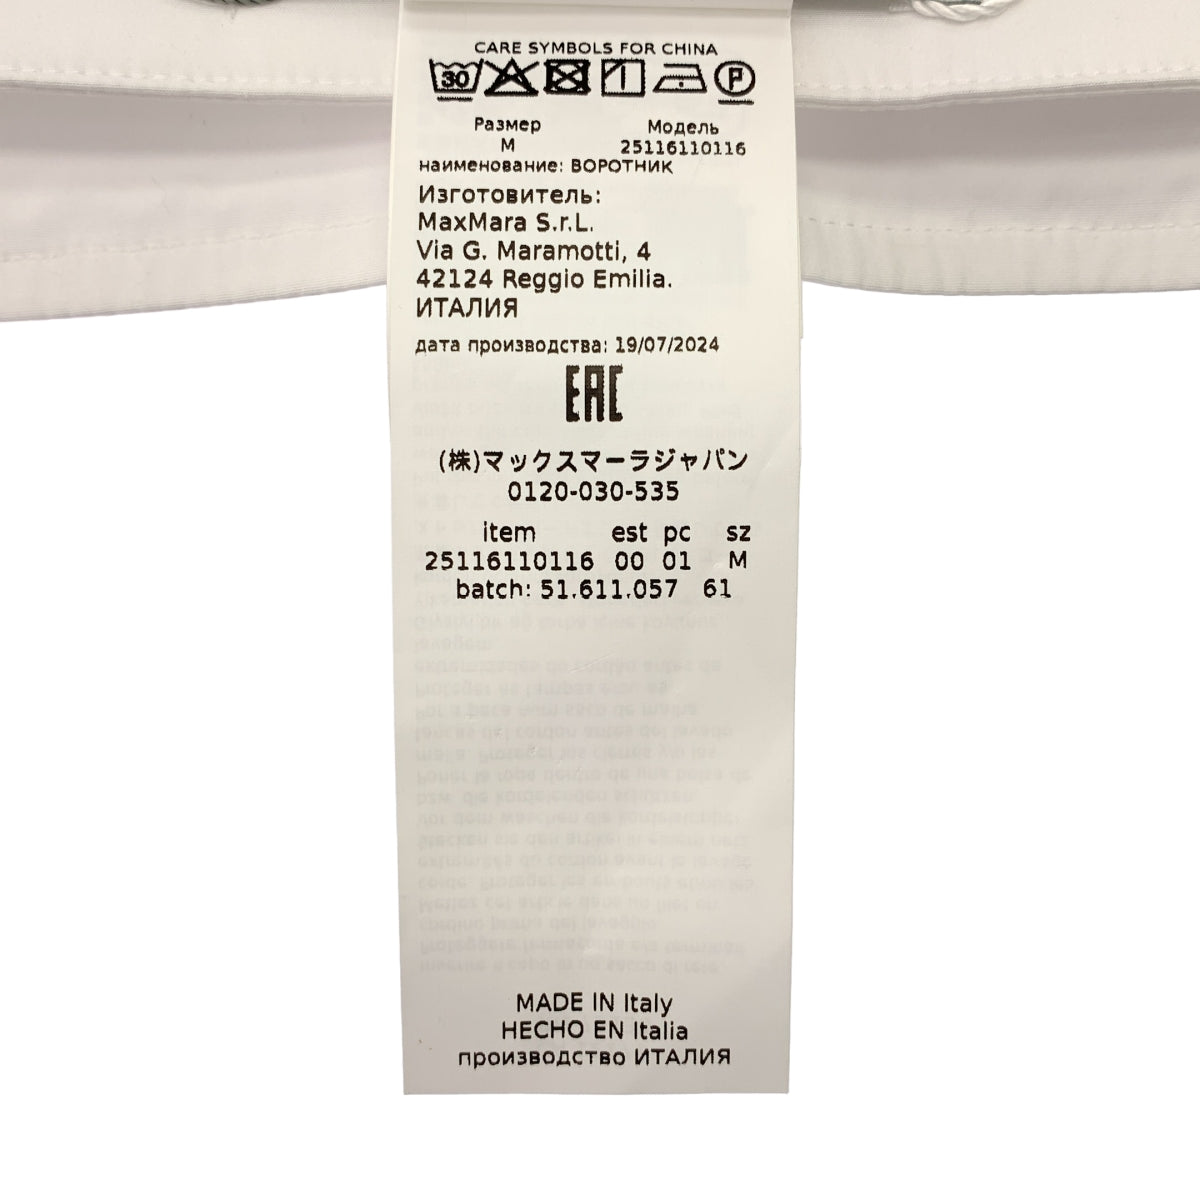 CARE SYMBOLS FOR CHINA
30 P
Размер Модель
M 25116110116
наименование: ВОРОТНИК
Изготовитель:
MaxMara S.r.L.
Via G. Maramotti, 4
42124 Reggio Emilia.
ИТАЛИЯ
дата производства: 19/07/2024
EAC
(株)マックスマーラジャパン
0120-030-535
item est pc sz
25116110116 00 01 M
batch: 51.611.057 61
MADE IN Italy
HECHO EN Italia
производство ИТАЛИЯ